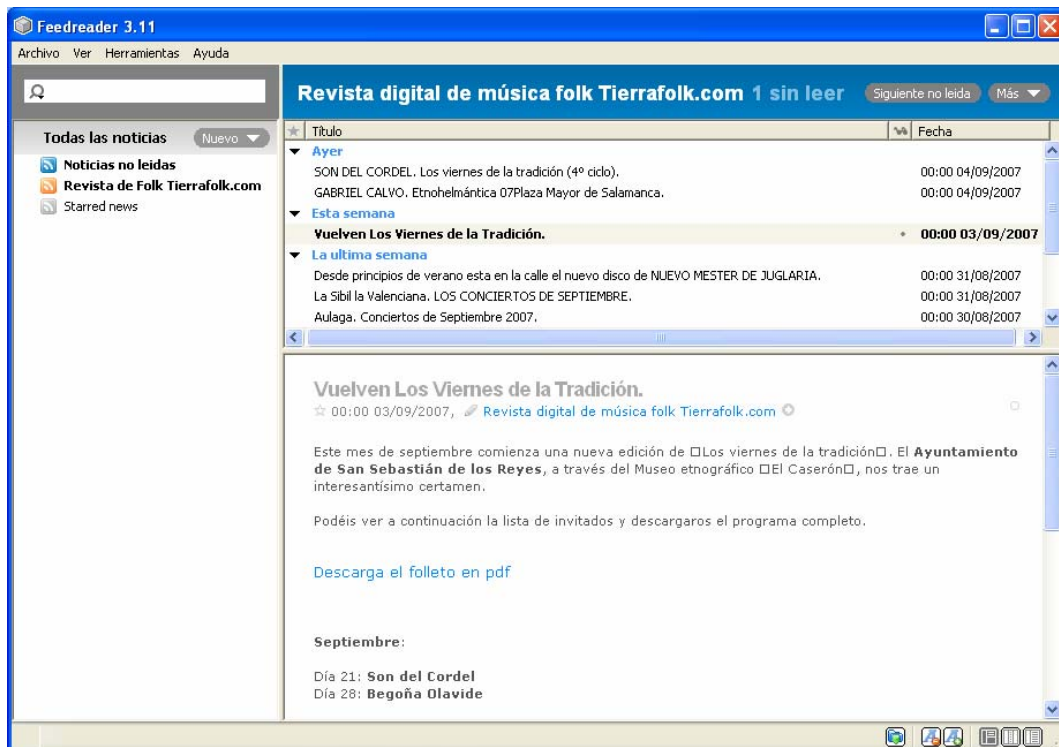 Feedreader 3.11
Archivo Ver Herramientas Ayuda
Revista digital de música folk Tierrafolk.com 1 sin leer Siguiente no leida Más
Todas las noticias Nuevo
Noticias no leidas
Revista de Folk Tierrafolk.com
Starred news
Título Fecha
Ayer
SON DEL CORDEL. Los viernes de la tradición (4º ciclo). 00:00 04/09/2007
GABRIEL CALVO. Etnohelmántica 07Plaza Mayor de Salamanca. 00:00 04/09/2007
Esta semana
Vuelven Los Viernes de la Tradición. 00:00 03/09/2007
La ultima semana
Desde principios de verano esta en la calle el nuevo disco de NUEVO MESTER DE JUGLARIA. 00:00 31/08/2007
La Sibil la Valenciana. LOS CONCIERTOS DE SEPTIEMBRE. 00:00 31/08/2007
Aulaga. Conciertos de Septiembre 2007. 00:00 30/08/2007
Vuelven Los Viernes de la Tradición.
00:00 03/09/2007, Revista digital de música folk Tierrafolk.com
Este mes de septiembre comienza una nueva edición de □Los viernes de la tradición□. El Ayuntamiento
de San Sebastián de los Reyes, a través del Museo etnográfico □El Caserón□, nos trae un
interesantísimo certamen.
Podéis ver a continuación la lista de invitados y descargaros el programa completo.
Descarga el folleto en pdf
Septiembre:
Día 21: Son del Cordel
Día 28: Begoña Olavide